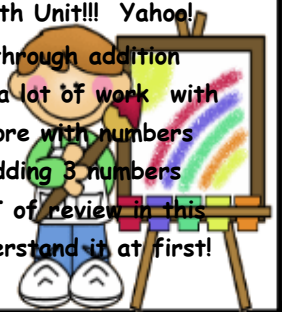 th Unit!!! Yahoo!
through addition
a lot of work with
ore with numbers
dding 3 numbers
of review in this
erstand it at first!